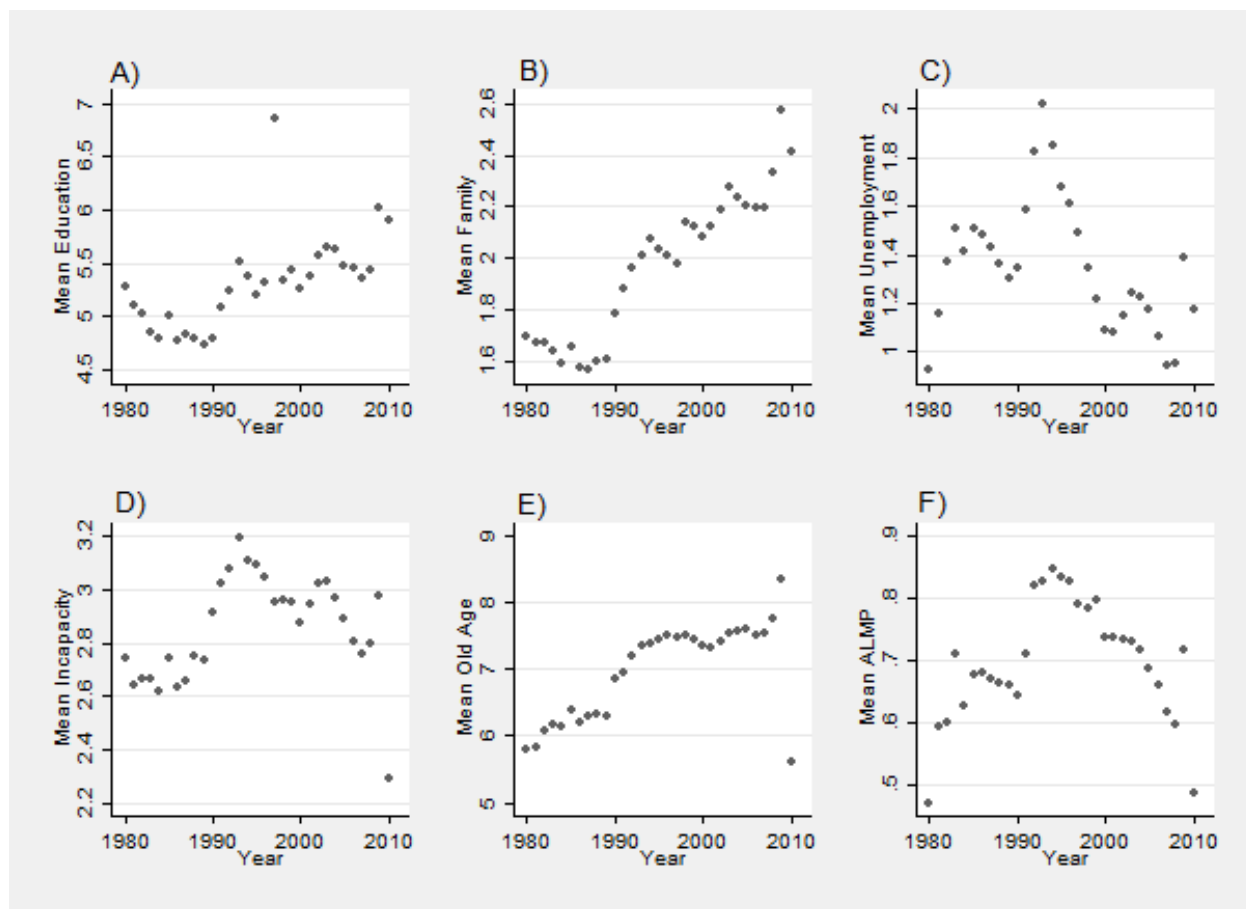 A)
Mean Education
7
6.5
6
5.5
5
4.5
1980 1990 2000 2010
Year
B)
Mean Family
2.6
2.4
2.2
2
1.8
1.6
1980 1990 2000 2010
Year
C)
Mean Unemployment
2
1.8
1.6
1.4
1.2
1
1980 1990 2000 2010
Year
D)
Mean Incapacity
3.2
3
2.8
2.6
2.4
2.2
1980 1990 2000 2010
Year
E)
Mean Old Age
9
8
7
6
5
1980 1990 2000 2010
Year
F)
Mean ALMP
.9
.8
.7
.6
.5
1980 1990 2000 2010
Year